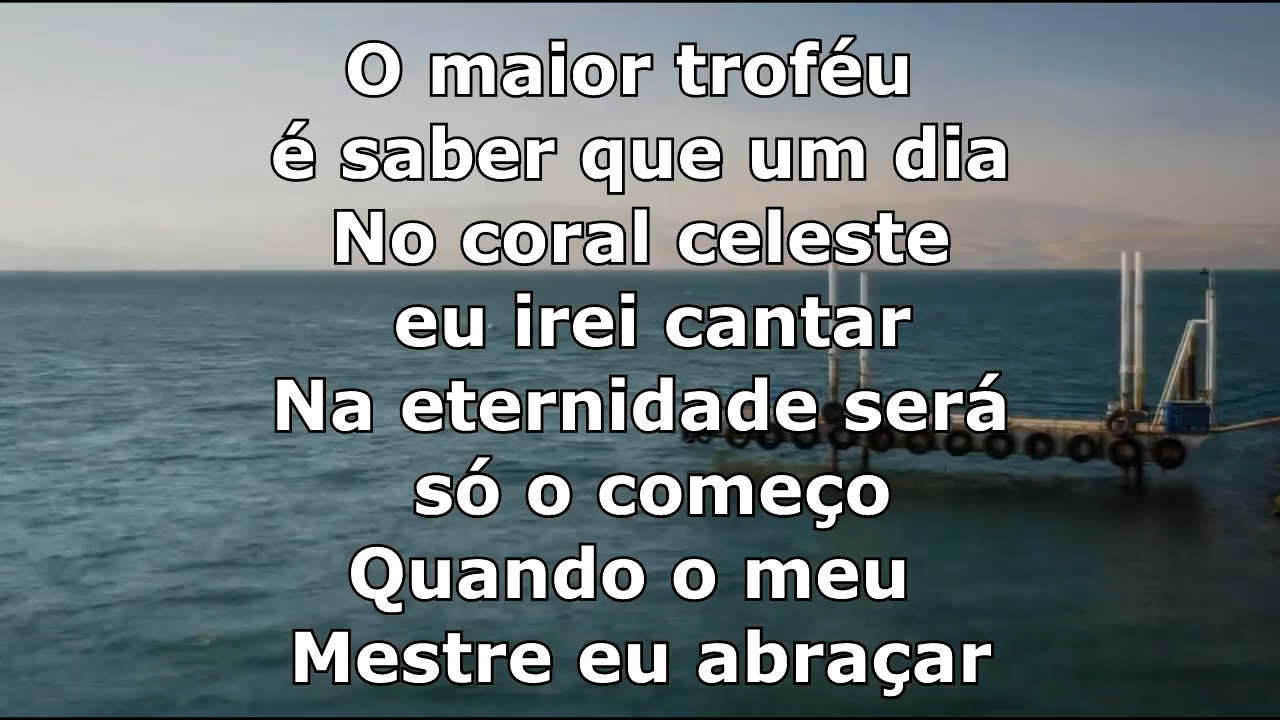 O maior troféu
é saber que um dia
No coral celeste
eu irei cantar
Na eternidade será
só o começo
Quando o meu
Mestre eu abraçar